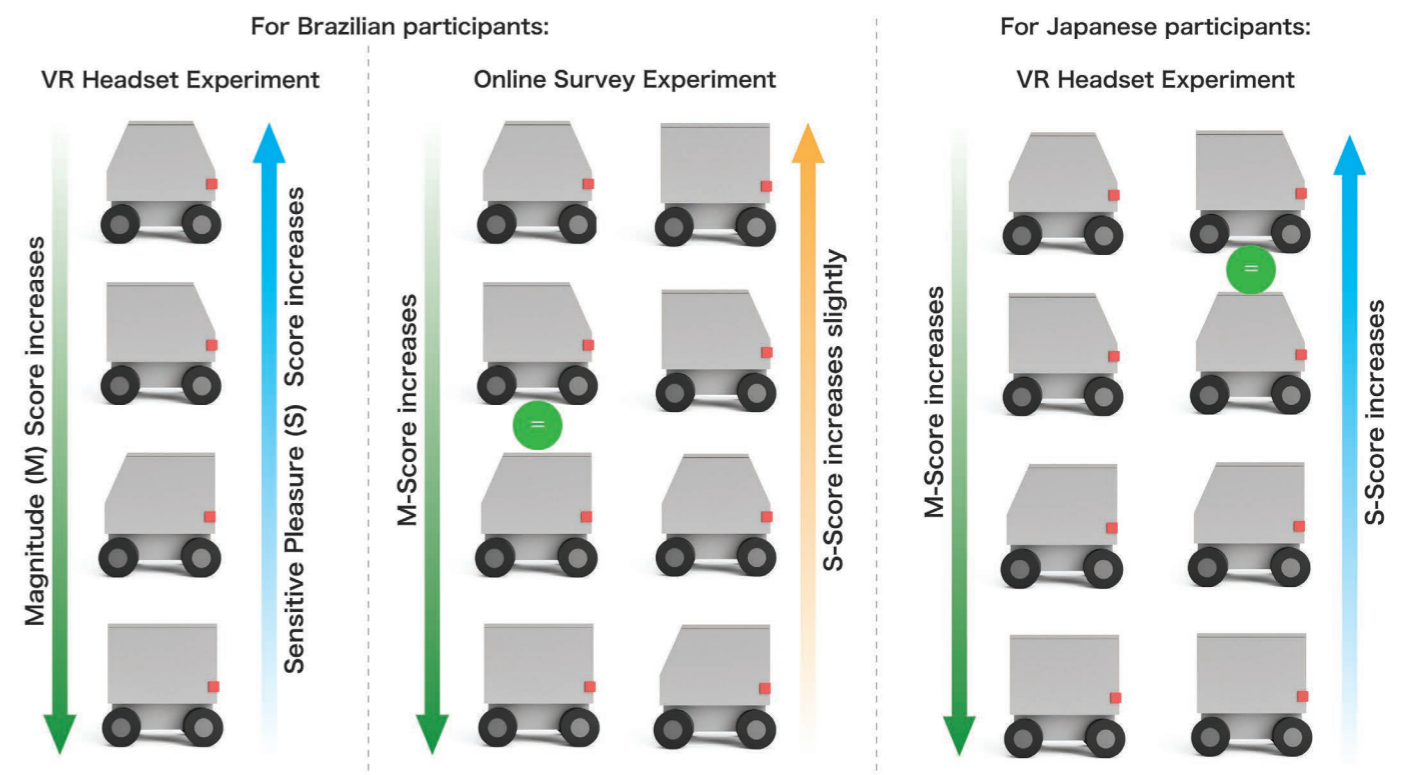 For Brazilian participants:
VR Headset Experiment
Magnitude (M) Score increases
Sensitive Pleasure (S) Score increases
Online Survey Experiment
M-Score increases
=
S-Score increases slightly
For Japanese participants:
VR Headset Experiment
M-Score increases
=
S-Score increases